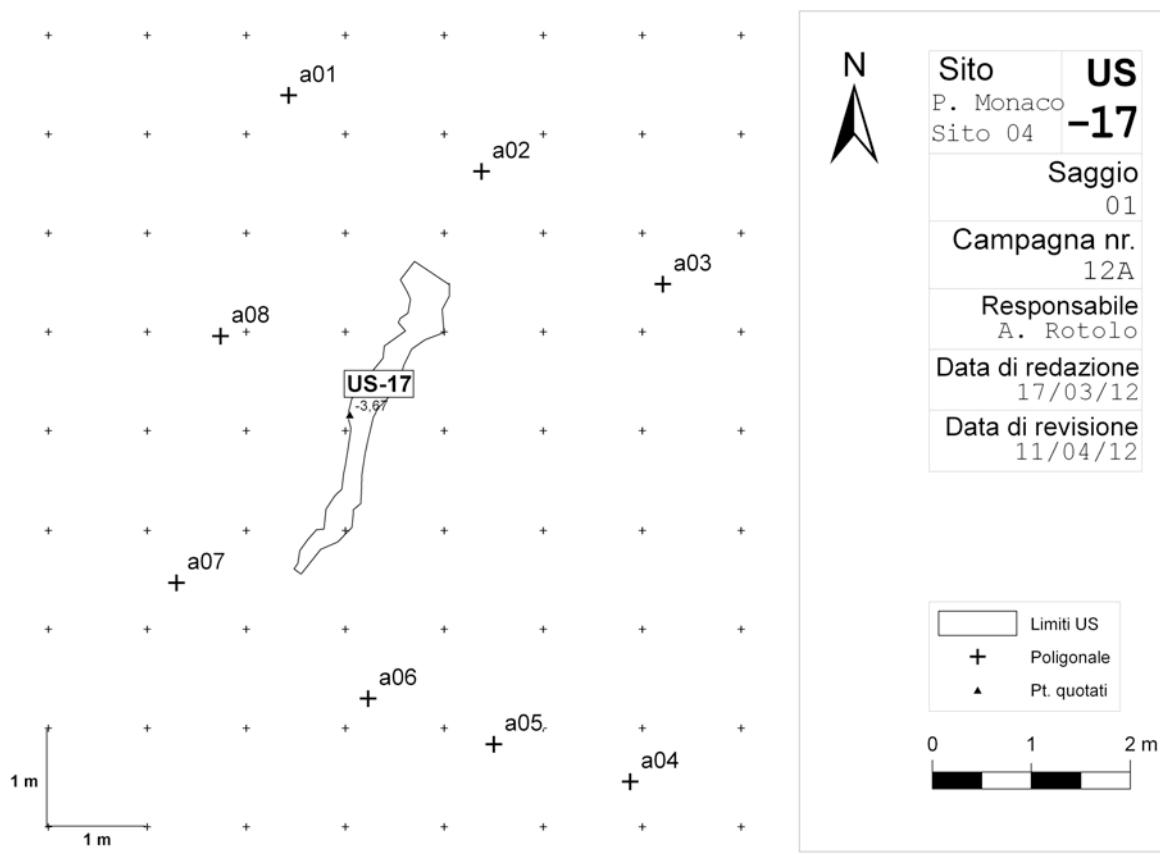 a01
a02
a03
a08
US-17
-3,67
a07
a06
a05
a04
1 m
1 m
N
Sito
P. Monaco
Sito 04
US
-17
Saggio
01
Campagna nr.
12A
Responsabile
A. Rotolo
Data di redazione
17/03/12
Data di revisione
11/04/12
Limiti US
Poligonale
Pt. quotati
0 1 2 m